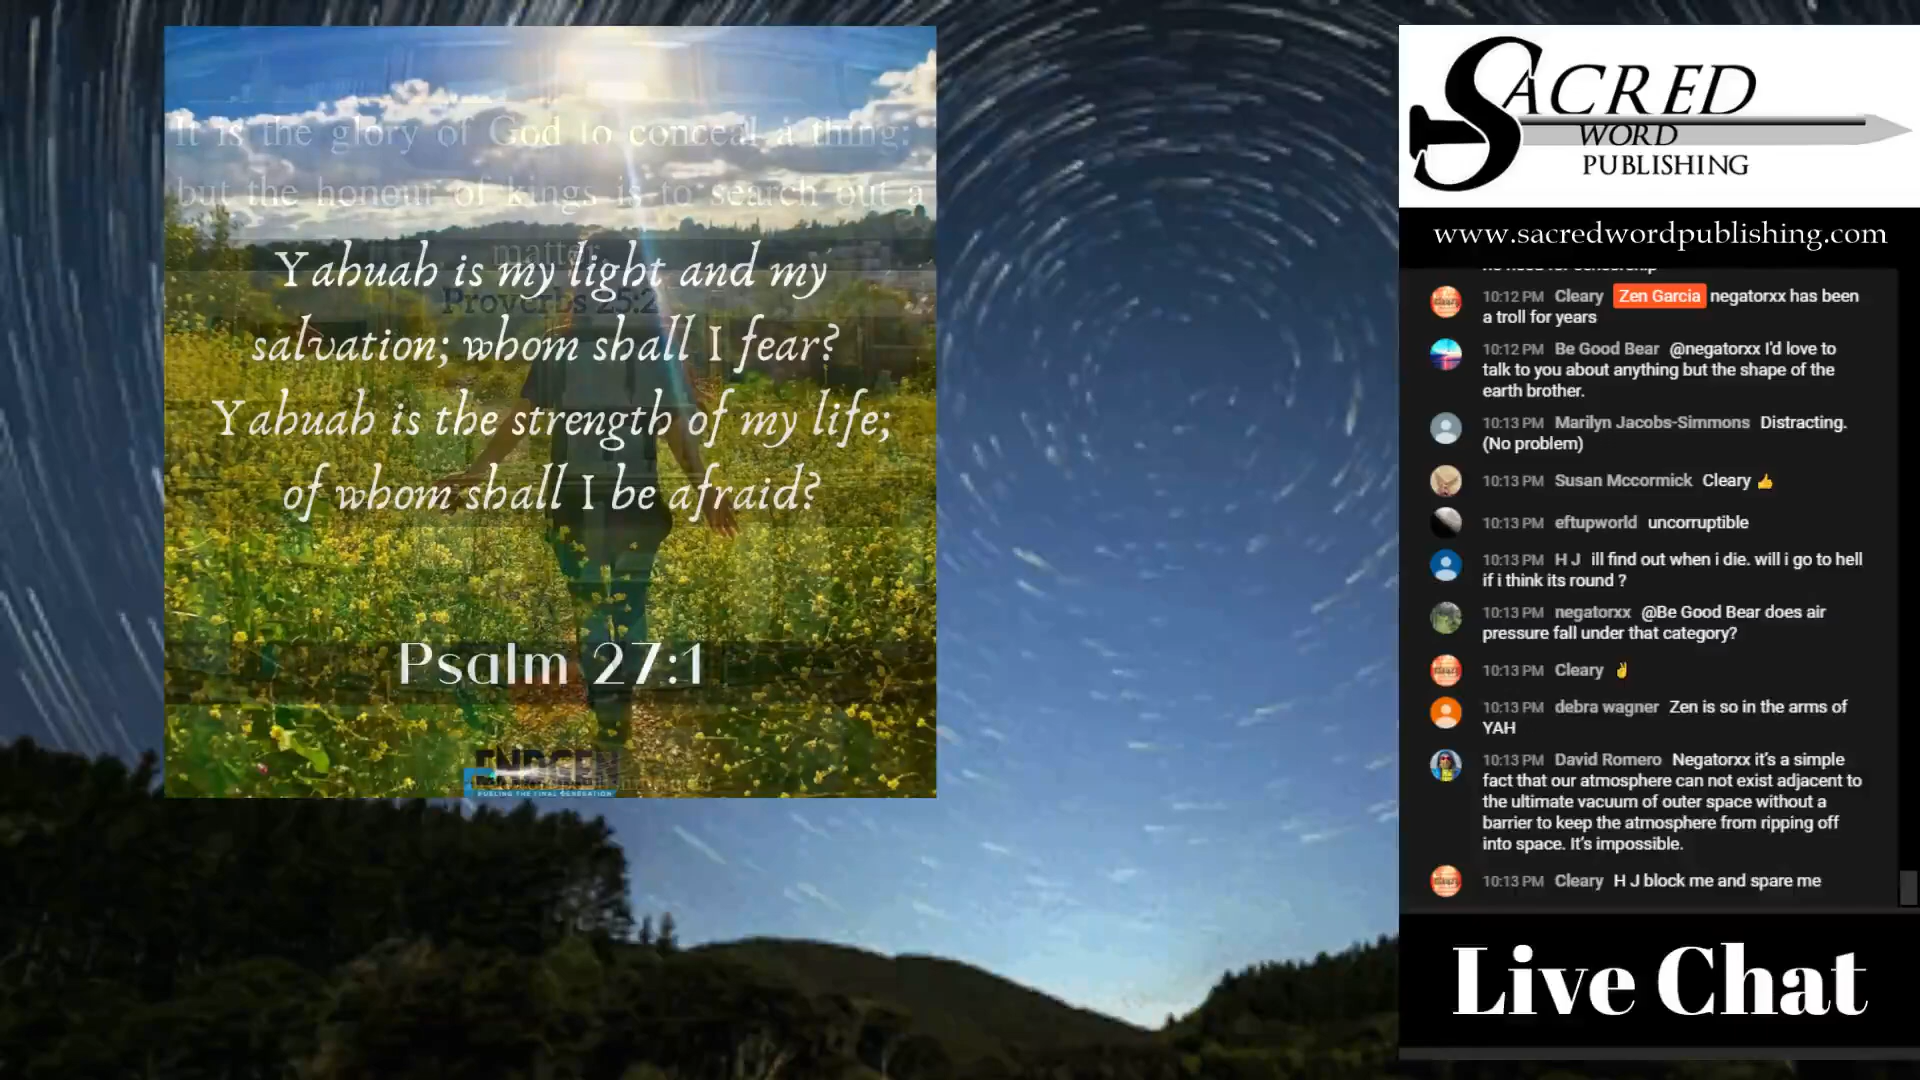 It is the glory of God to conceal a thing:
but the honour of kings is to search out a
matter.
Proverbs 25:2
Yahuah is my light and my
salvation; whom shall I fear?
Yahuah is the strength of my life;
of whom shall I be afraid?
Psalm 27:1
ENDGEN
FUELING THE FINAL GENERATION
SACRED
WORD
PUBLISHING
www.sacredwordpublishing.com
10:12 PM Cleary Zen Garcia negatorxx has been
a troll for years
10:12 PM Be Good Bear @negatorxx I'd love to
talk to you about anything but the shape of the
earth brother.
10:13 PM Marilyn Jacobs-Simmons Distracting.
(No problem)
10:13 PM Susan Mccormick Cleary 👍
10:13 PM eftupworld uncorruptible
10:13 PM H J ill find out when i die. will i go to hell
if i think its round ?
10:13 PM negatorxx @Be Good Bear does air
pressure fall under that category?
10:13 PM Cleary ✌
10:13 PM debra wagner Zen is so in the arms of
YAH
10:13 PM David Romero Negatorxx it's a simple
fact that our atmosphere can not exist adjacent to
the ultimate vacuum of outer space without a
barrier to keep the atmosphere from ripping off
into space. It's impossible.
10:13 PM Cleary H J block me and spare me
Live Chat